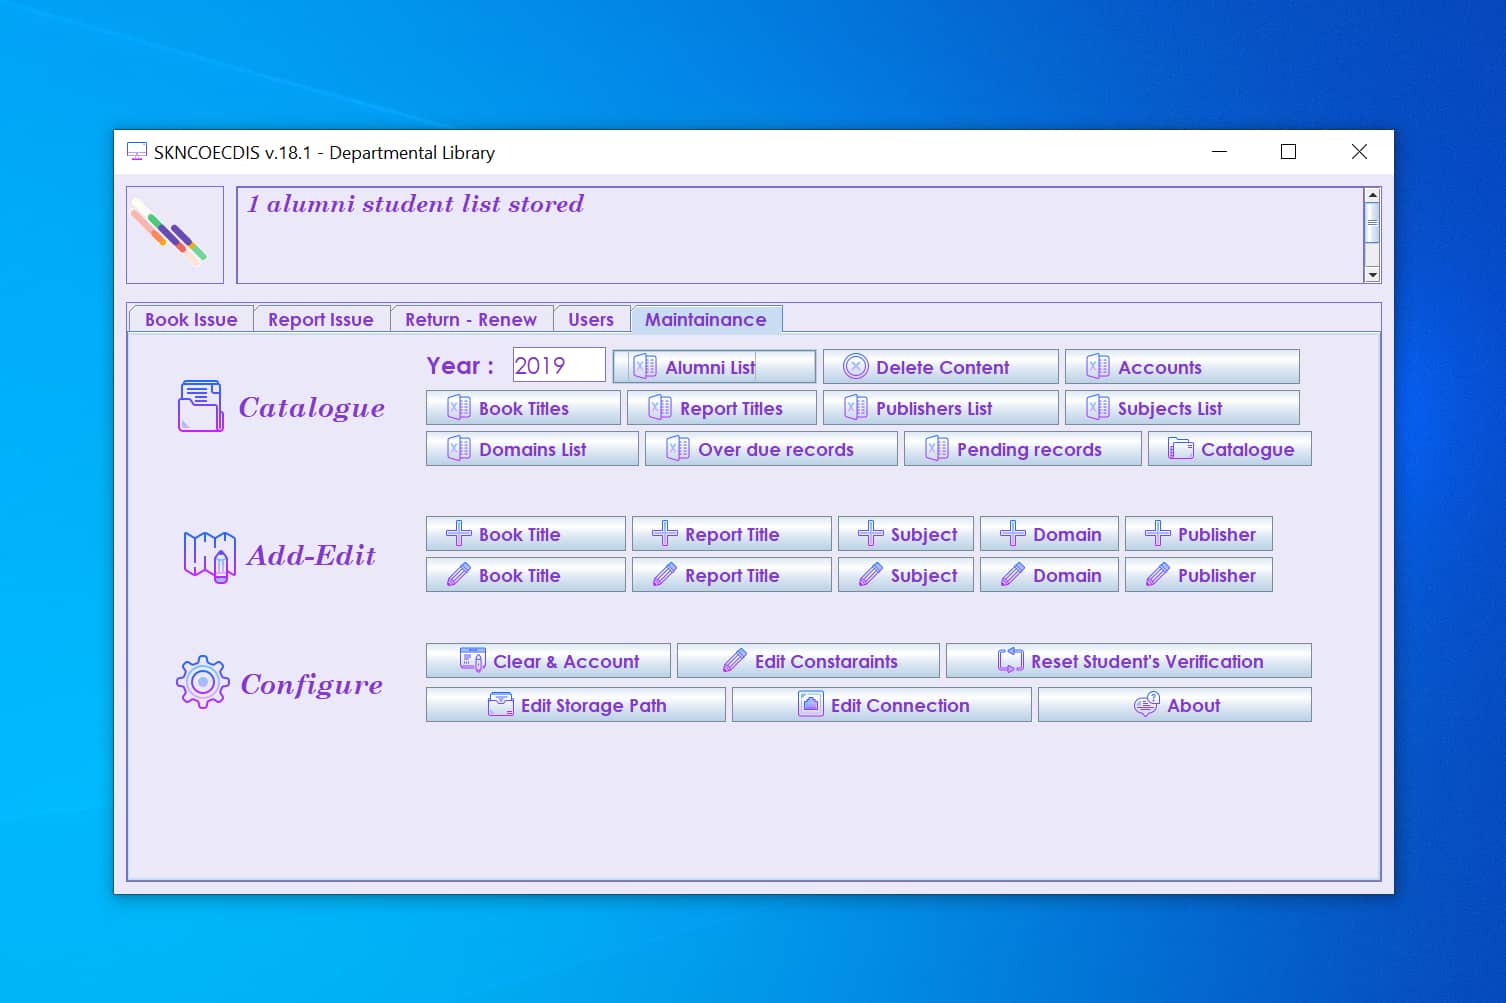 SKNCOECDIS v.18.1 - Departmental Library
1 alumni student list stored
Book Issue Report Issue Return - Renew Users Maintainance
Year : 2019 Alumni List Delete Content Accounts
Catalogue
Book Titles Report Titles Publishers List Subjects List
Domains List Over due records Pending records Catalogue
Add-Edit
Book Title Report Title Subject Domain Publisher
Book Title Report Title Subject Domain Publisher
Configure
Clear & Account Edit Constaraints Reset Student's Verification
Edit Storage Path Edit Connection About